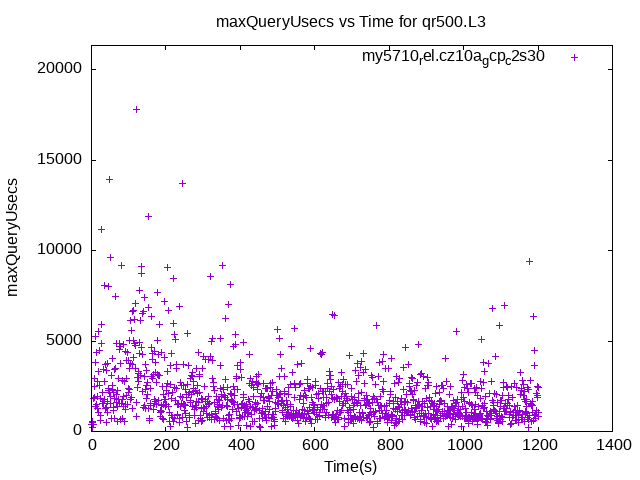 maxQueryUsecs vs Time for qr500.L3
my5710rel.cz10agcpc2s30
20000
15000
maxQueryUsecs
10000
5000
0
0 200 400 600 800 1000 1200 1400
Time(s)